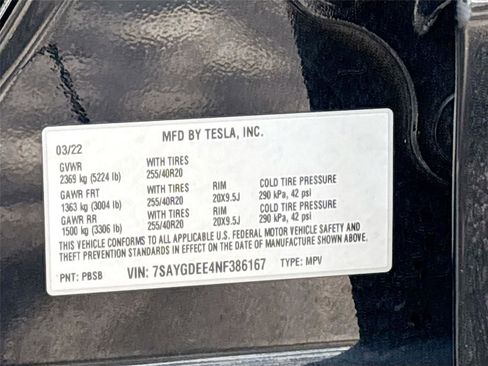 MFD BY TESLA, INC.
03/22
GVWR WITH TIRES
2369 kg (5224 lb) 255/40R20
GAWR FRT WITH TIRES RIM COLD TIRE PRESSURE
1363 kg (3004 lb) 255/40R20 20X9.5J 290 kPa, 42 psi
GAWR RR WITH TIRES RIM COLD TIRE PRESSURE
1500 kg (3306 lb) 255/40R20 20X9.5J 290 kPa, 42 psi
THIS VEHICLE CONFORMS TO ALL APPLICABLE U.S. FEDERAL MOTOR VEHICLE SAFETY AND
THEFT PREVENTION STANDARDS IN EFFECT ON THE DATE OF MANUFACTURE SHOWN ABOVE.
PNT: PBSB VIN: 7SAYGDEE4NF386167 TYPE: MPV